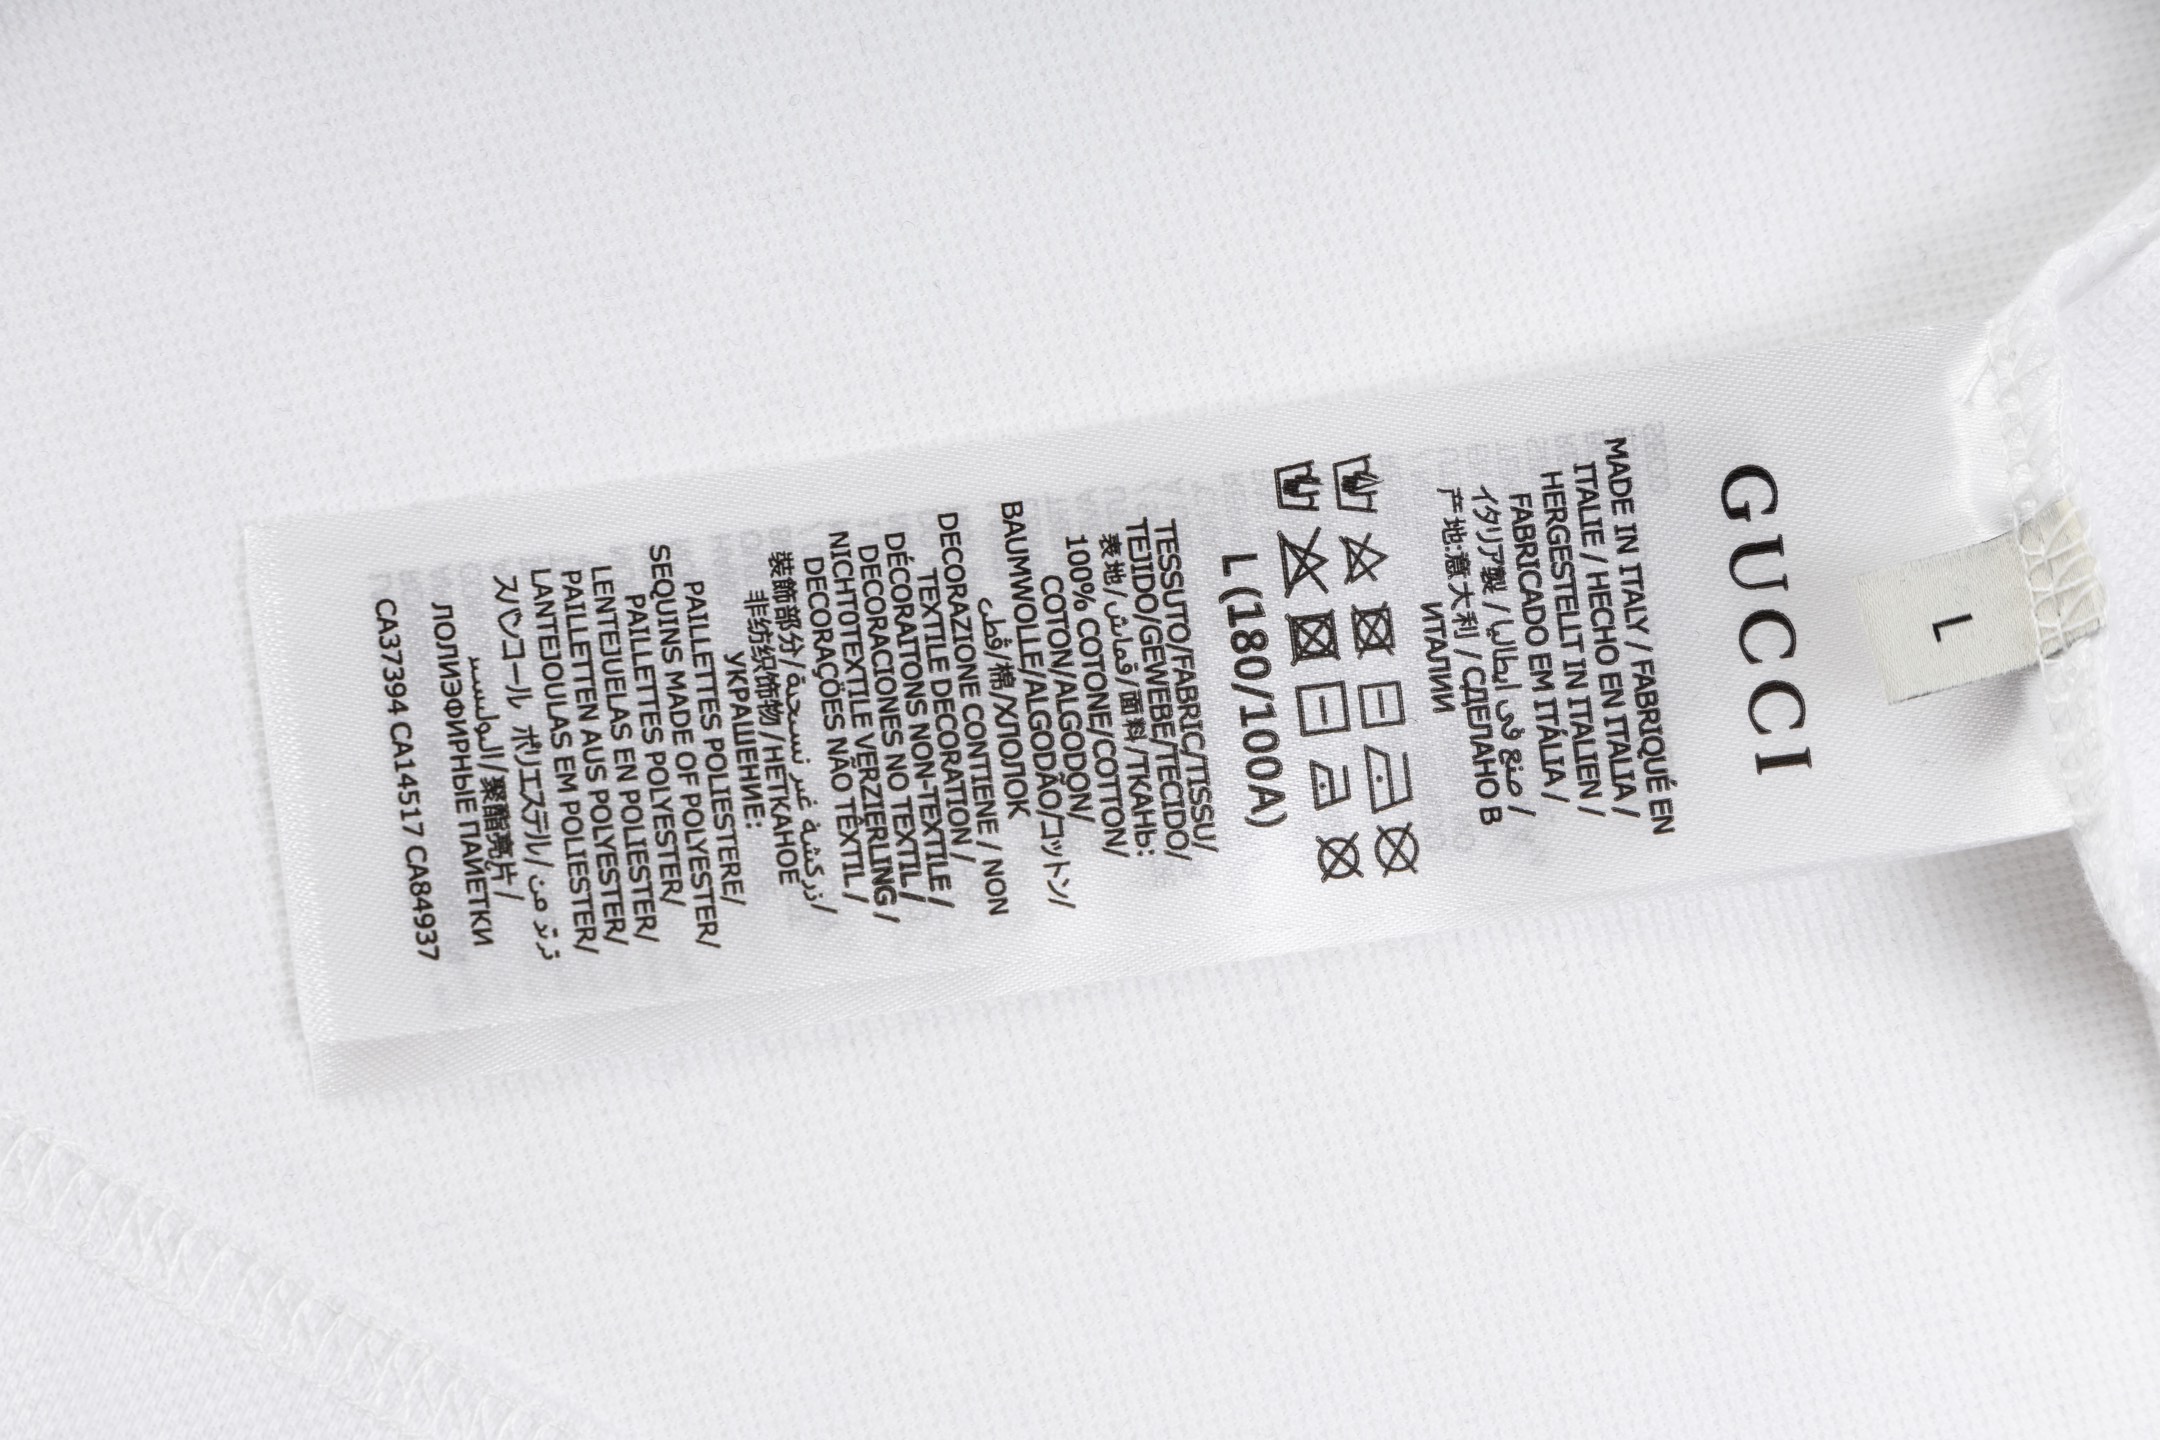 L
GUCCI
MADE IN ITALY / FABRIQUÉ EN
ITALIE / HECHO EN ITALIA /
HERGESTELLT IN ITALIEN /
FABRICADO EM ITÁLIA /
イタリア製 / صنع في ايطاليا /
产地:意大利 / СДЕЛАНО В
ИТАЛИИ
L (180/100A)
TESSUTO/FABRIC/TISSU/
TEJIDO/GEWEBE/TECIDO/
表地/قماش/面料/ТКАНЬ:
100% COTONE/COTTON/
COTON/ALGODON/
BAUMWOLLE/ALGODÃO/コットン/
قطن/棉/ХЛОПОК
DECORAZIONE CONTIENE / NON
TEXTILE DECORATION /
DÉCORAITONS NON-TEXTILE /
DECORACIONES NO TEXTIL /
NICHTOTEXTILE VERZIERLING /
DECORAÇÕES NÃO TÊXTIL /
装飾部分/زركشة غير نسيجية/
非纺织饰物 / НЕТКАНОЕ
УКРАШЕНИЕ:
PAILLETTES POLIESTERE/
SEQUINS MADE OF POLYESTER/
PAILLETTES POLYESTER/
LENTEJUELAS EN POLIESTER/
PAILLETTEN AUS POLYESTER/
LANTEJOULAS EM POLIESTER/
スパンコール ポリエステル/ترتر من
البوليستر/聚酯亮片/
ПОЛИЭФИРНЫЕ ПАЙЕТКИ
CA37394 CA14517 CA84937